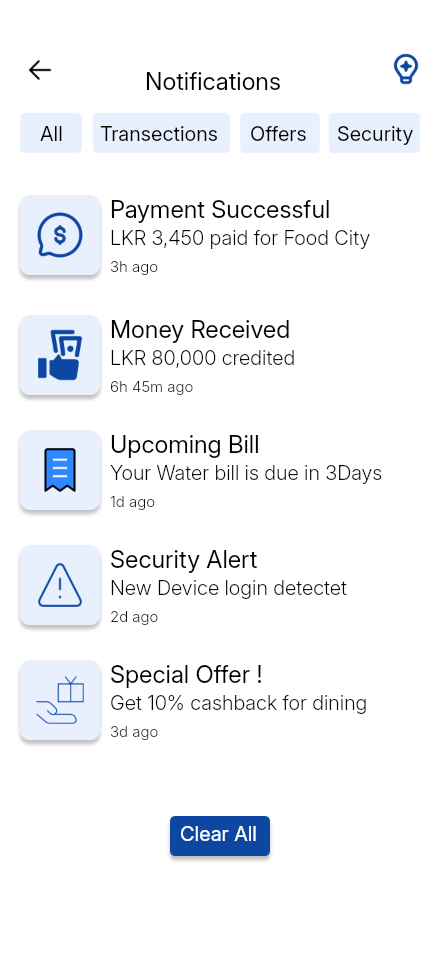 Notifications
All
Transections
Offers
Security
Payment Successful
LKR 3,450 paid for Food City
3h ago
Money Received
LKR 80,000 credited
6h 45m ago
Upcoming Bill
Your Water bill is due in 3Days
1d ago
Security Alert
New Device login detectet
2d ago
Special Offer !
Get 10% cashback for dining
3d ago
Clear All